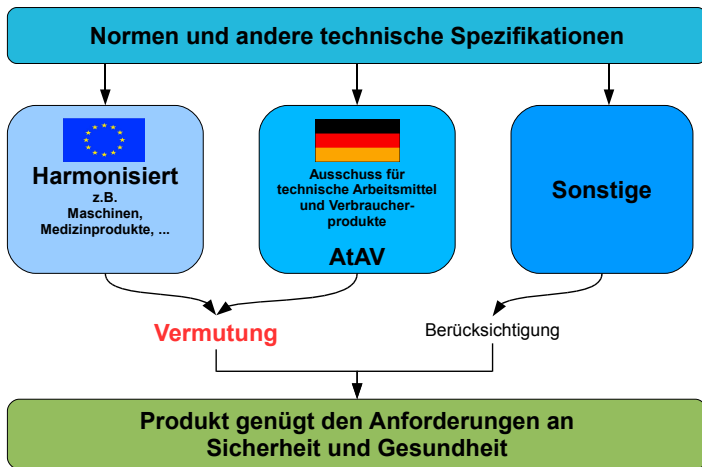 Normen und andere technische Spezifikationen
Harmonisiert
z.B.
Maschinen,
Medizinprodukte, ...
Ausschuss für
technische Arbeitsmittel
und Verbraucher-
produkte
AtAV
Sonstige
Vermutung
Berücksichtigung
Produkt genügt den Anforderungen an
Sicherheit und Gesundheit